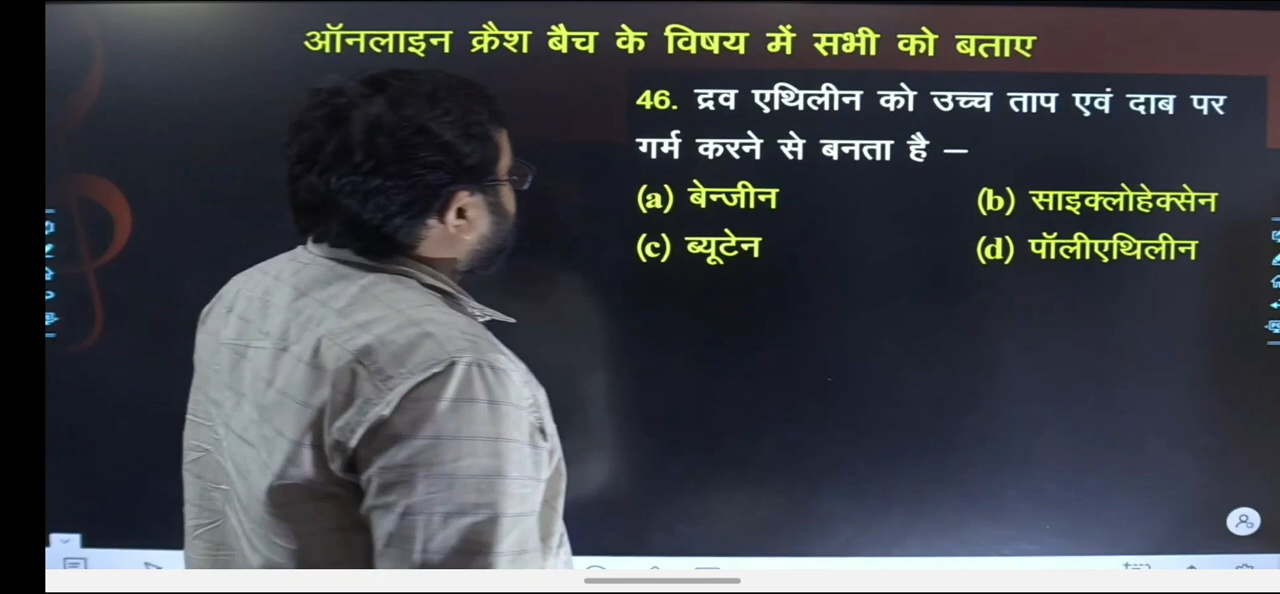 ऑनलाइन क्रैश बैच के विषय में सभी को बताए
46. द्रव एथिलीन को उच्च ताप एवं दाब पर
गर्म करने से बनता है –
(a) बेन्जीन (b) साइक्लोहेक्सेन
(c) ब्यूटेन (d) पॉलीएथिलीन